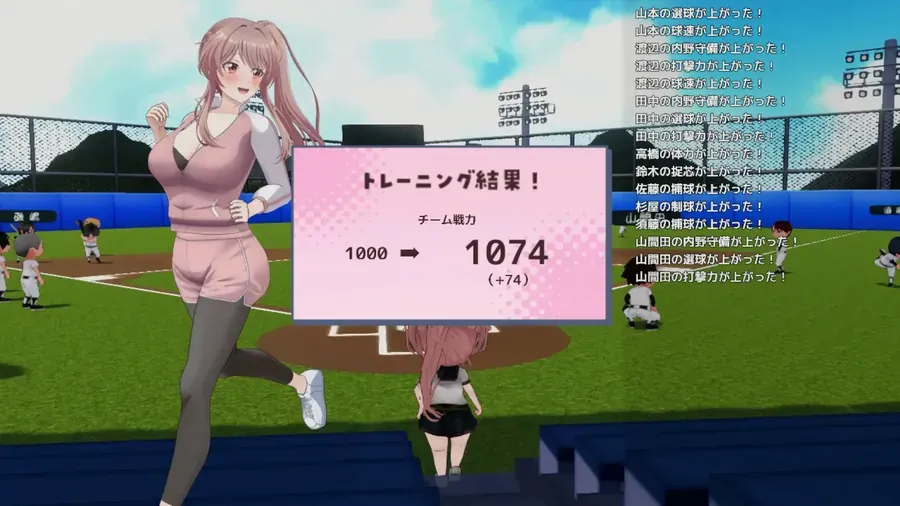 トレーニング結果！
チーム戦力
1000 ➡ 1074
(+74)
山本の選球が上がった！
山本の球速が上がった！
渡辺の内野守備が上がった！
渡辺の打撃力が上がった！
渡辺の球速が上がった！
田中の内野守備が上がった！
田中の選球が上がった！
田中の打撃力が上がった！
高橋の体力が上がった！
鈴木の捉芯が上がった！
佐藤の捕球が上がった！
杉屋の制球が上がった！
須藤の捕球が上がった！
山間田の内野守備が上がった！
山間田の選球が上がった！
山間田の打撃力が上がった！